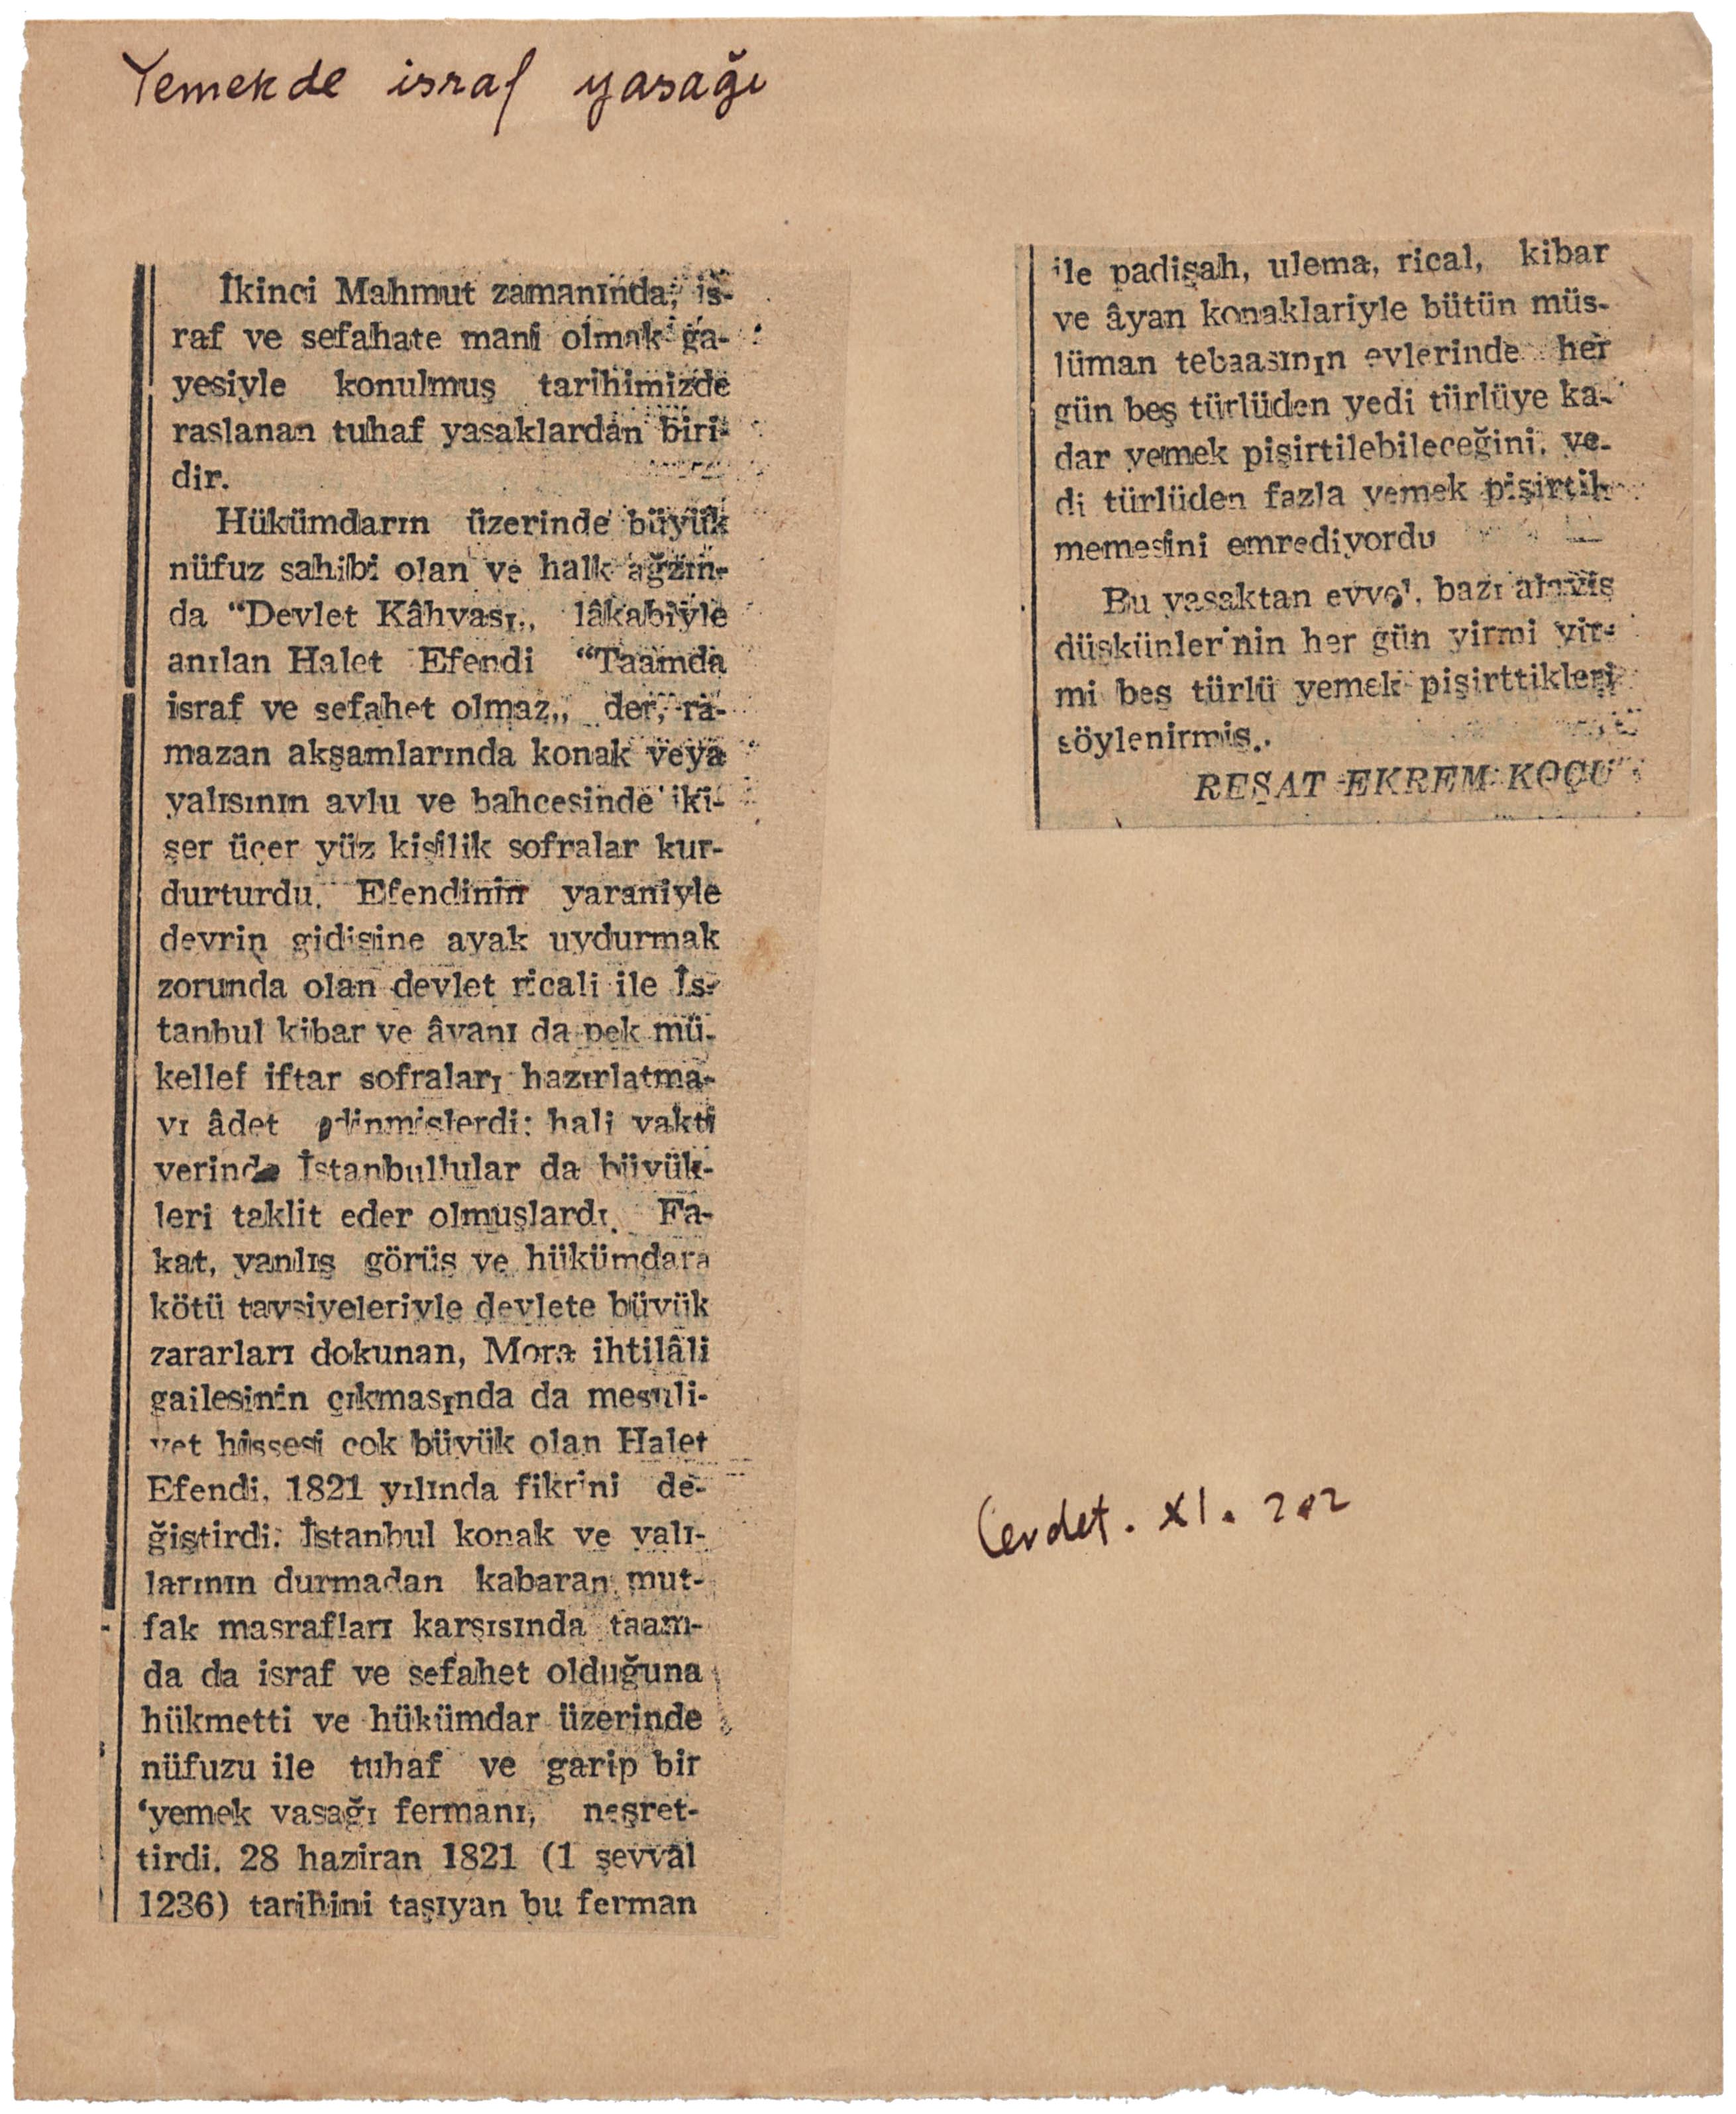 Yemekde israf yasağı
İkinci Mahmut zamanında, is-
raf ve sefahate mani olmak ga-
yesiyle konulmuş tarihimizde
raslanan tuhaf yasaklardan biri-
dir.
Hükümdarın üzerinde büyük
nüfuz sahibi olan ve halk ağzın-
da “Devlet Kâhyası,, lâkabiyle
anılan Halet Efendi “Taamda
israf ve sefahet olmaz,, der, ra-
mazan akşamlarında konak veya
yalısının avlu ve bahçesinde iki-
şer üçer yüz kişilik sofralar kur-
durturdu. Efendinin yaraniyle
devrin gidişine ayak uydurmak
zorunda olan devlet ricali ile İs-
tanbul kibar ve âyanı da pek mü-
kellef iftar sofraları hazırlatma-
yı âdet edinmişlerdi; hali vakti
yerinde İstanbullular da büyük-
leri taklit eder olmuşlardı. Fa-
kat, yanlış görüş ve hükümdara
kötü tavsiyeleriyle devlete büyük
zararları dokunan, Mora ihtilâli
gailesinin çıkmasında da mesuli-
yet hissesi çok büyük olan Halet
Efendi, 1821 yılında fikrini de-
ğiştirdi: İstanbul konak ve yalı-
larının durmadan kabaran mut-
fak masrafları karşısında taam-
da da israf ve sefahet olduğuna
hükmetti ve hükümdar üzerinde
nüfuzu ile tuhaf ve garip bir
‘yemek yasağı fermanı, neşret-
tirdi. 28 haziran 1821 (1 şevval
1236) tarihini taşıyan bu ferman
ile padişah, ulema, rical, kibar
ve âyan konaklariyle bütün müs-
lüman tebaasının evlerinde her
gün beş türlüden yedi türlüye ka-
dar yemek pişirtilebileceğini, ye-
di türlüden fazla yemek pişirtil-
memesini emrediyordu
Bu yasaktan evvel, bazı alayiş
düşkünlerinin her gün yirmi yir-
mi beş türlü yemek pişirttikleri
söylenirmiş..
REŞAT EKREM KOÇU
Cevdet. XI. 202